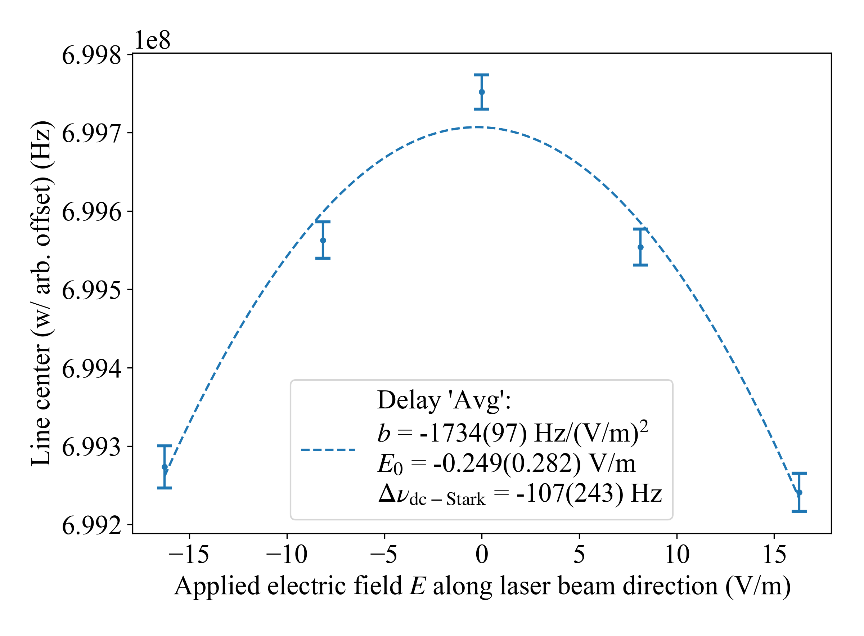 1e8
6.998
6.997
6.996
6.995
6.994
6.993
6.992
Line center (w/ arb. offset) (Hz)
Delay 'Avg':
b = -1734(97) Hz/(V/m)²
E₀ = -0.249(0.282) V/m
Δν_dc−Stark = -107(243) Hz
−15 −10 −5 0 5 10 15
Applied electric field E along laser beam direction (V/m)